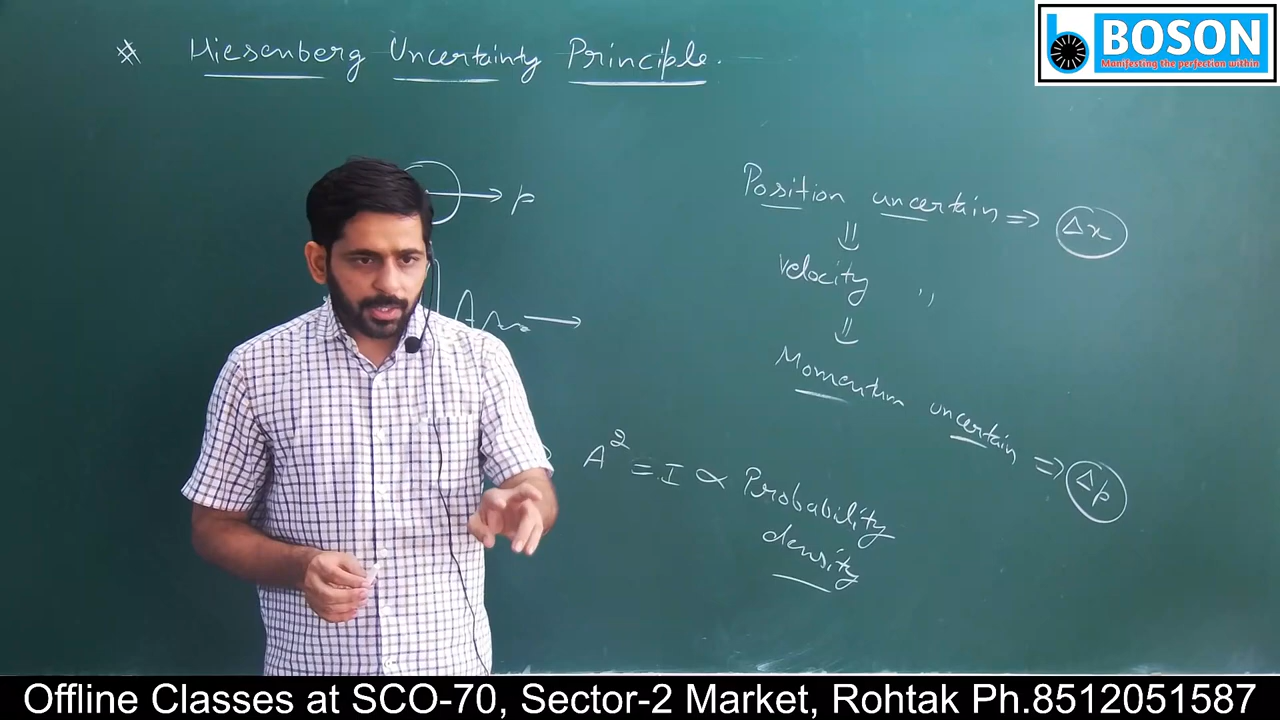 * Hiesenberg Uncertainty Principle.
BOSON
Manifesting the perfection within
p
Position uncertain ⇒ Δx
⇓
velocity ,,
⇓
Momentum uncertain ⇒ Δp
A² = I ∝ Probability
density
Offline Classes at SCO-70, Sector-2 Market, Rohtak Ph.8512051587